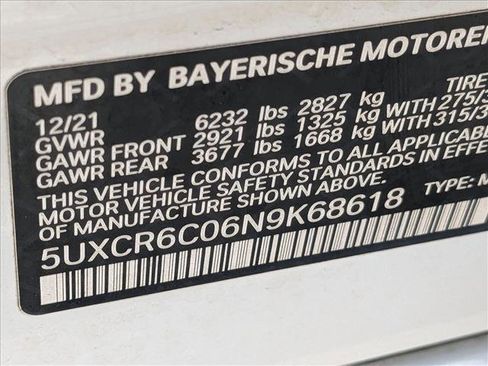 MFD BY BAYERISCHE MOTOREN
12/21 TIRE
GVWR 6232 lbs 2827 kg
GAWR FRONT 2921 lbs 1325 kg WITH 275/3
GAWR REAR 3677 lbs 1668 kg WITH 315/3
THIS VEHICLE CONFORMS TO ALL APPLICABLE
MOTOR VEHICLE SAFETY STANDARDS IN EFFE
OF MANUFACTURE SHOWN ABOVE.
5UXCR6C06N9K68618 TYPE: M